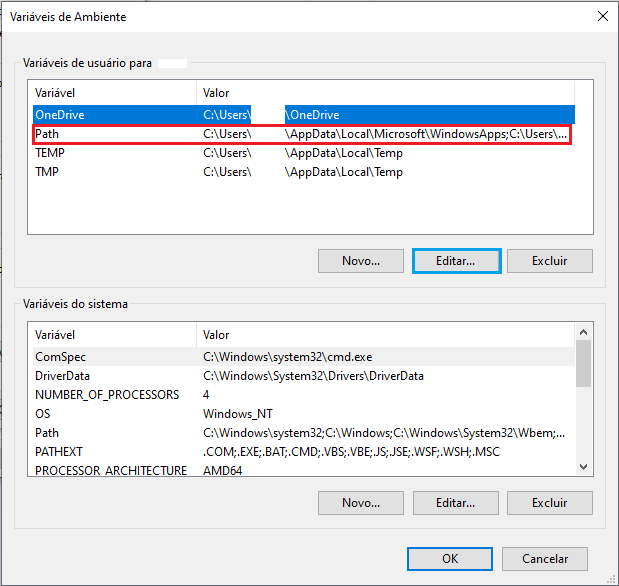 Variáveis de Ambiente
Variáveis de usuário para
Variável Valor
OneDrive C:\Users\ \OneDrive
Path C:\Users\ \AppData\Local\Microsoft\WindowsApps;C:\Users\...
TEMP C:\Users\ \AppData\Local\Temp
TMP C:\Users\ \AppData\Local\Temp
Novo... Editar... Excluir
Variáveis do sistema
Variável Valor
ComSpec C:\Windows\system32\cmd.exe
DriverData C:\Windows\System32\Drivers\DriverData
NUMBER_OF_PROCESSORS 4
OS Windows_NT
Path C:\Windows\system32;C:\Windows;C:\Windows\System32\Wbem;...
PATHEXT .COM;.EXE;.BAT;.CMD;.VBS;.VBE;.JS;.JSE;.WSF;.WSH;.MSC
PROCESSOR_ARCHITECTURE AMD64
Novo... Editar... Excluir
OK Cancelar